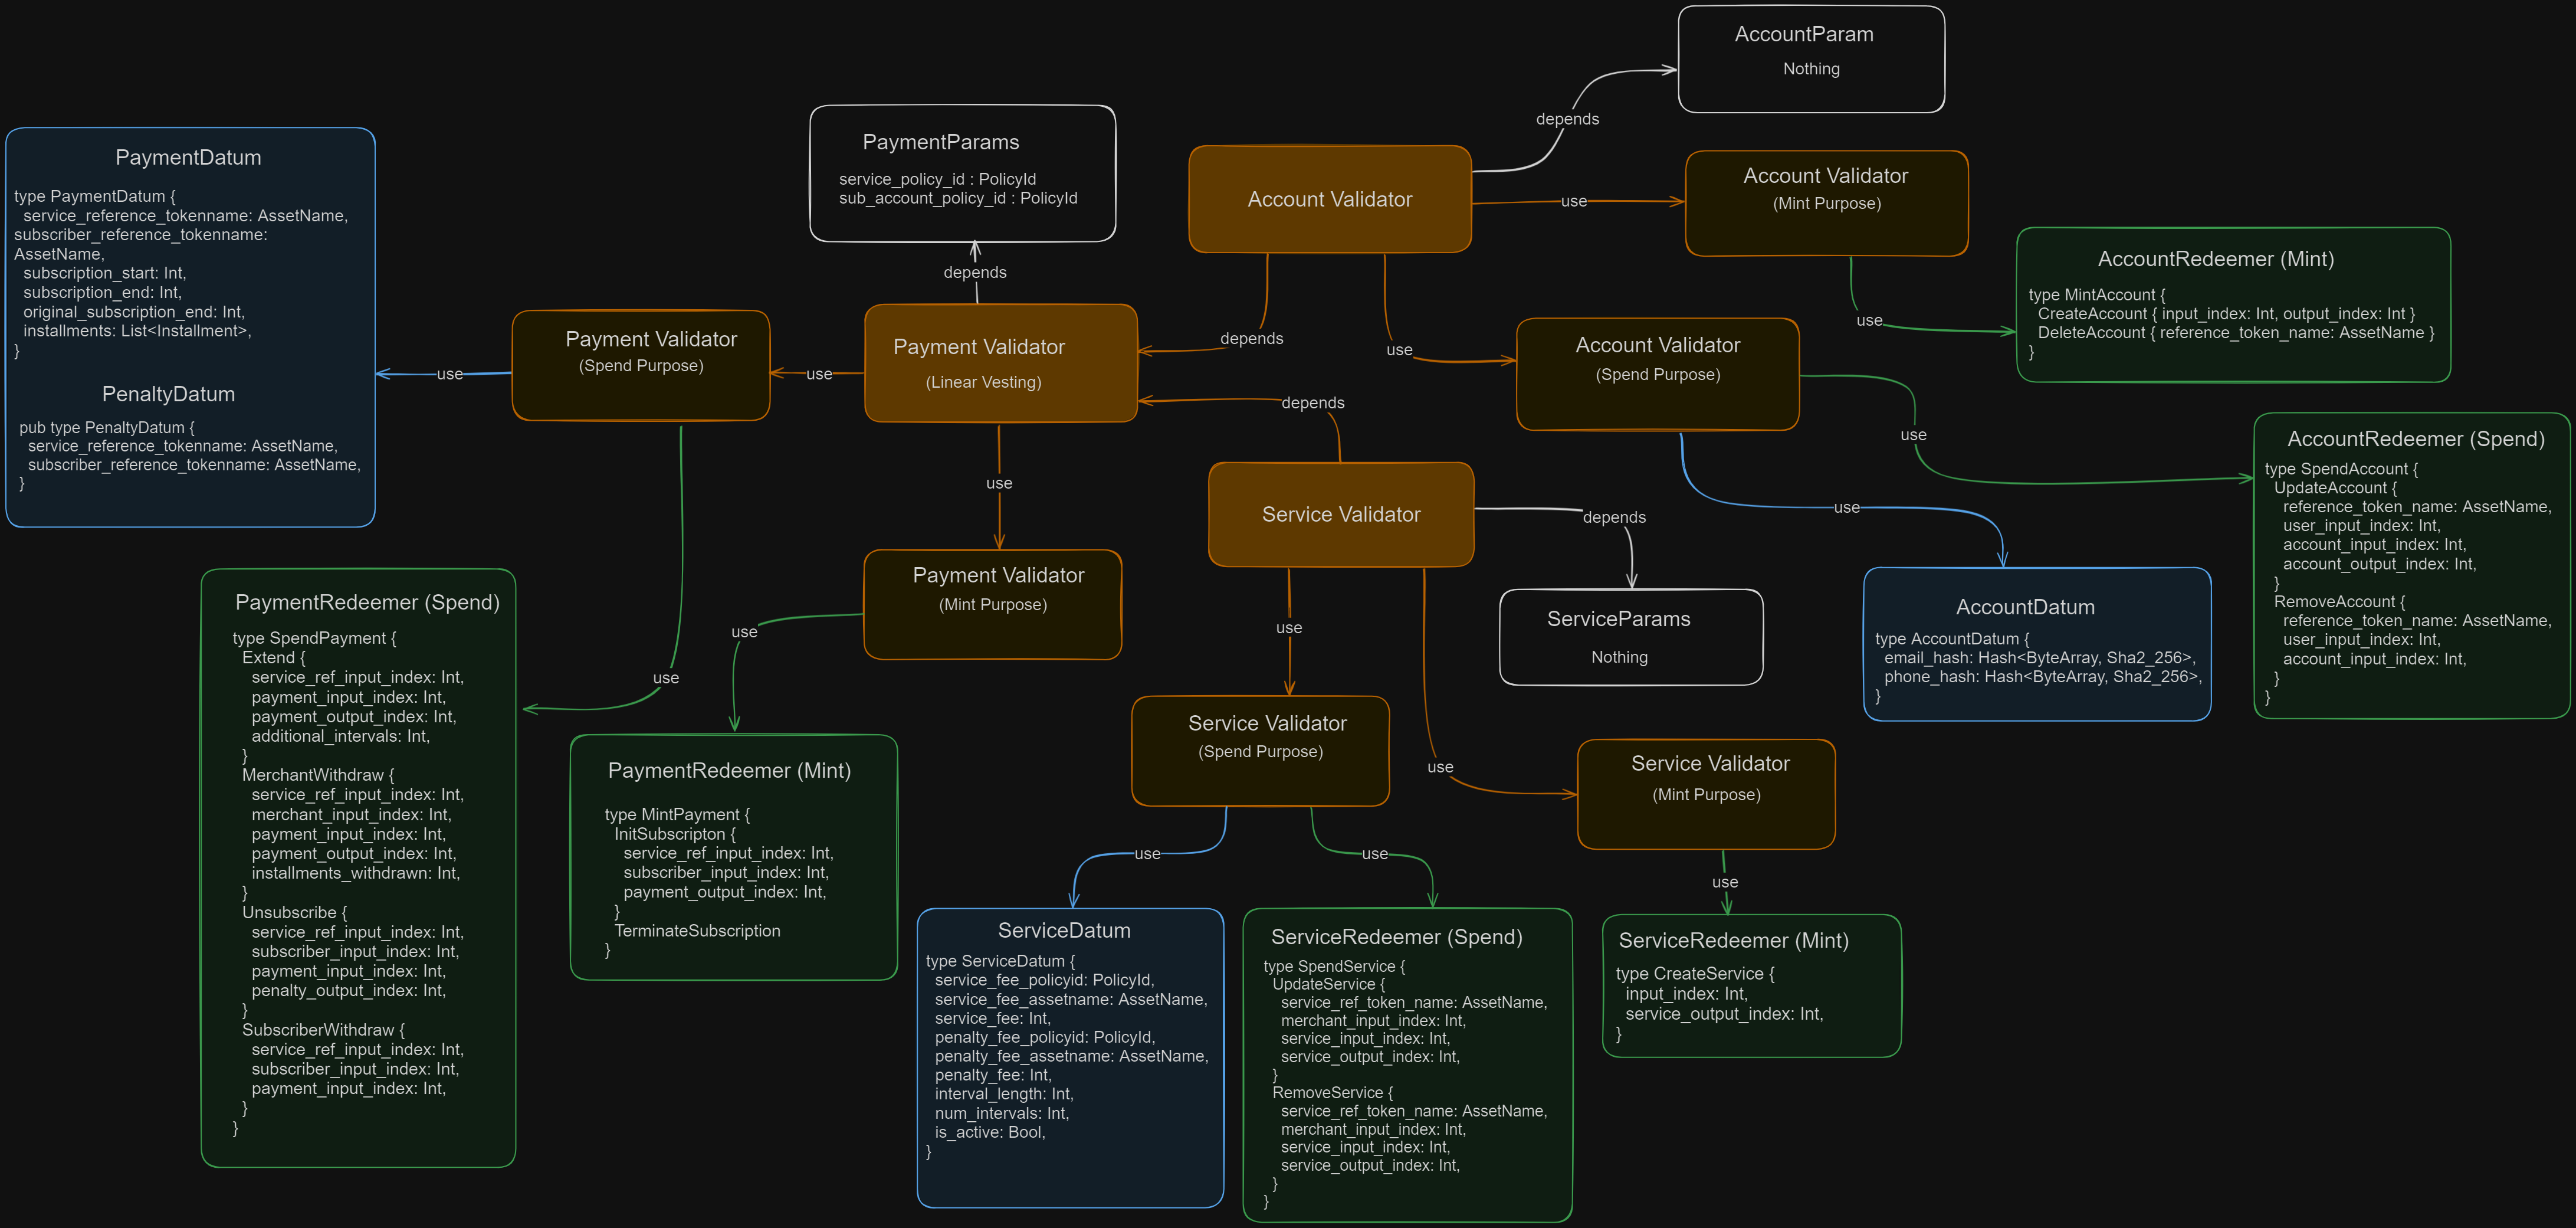 AccountParam
Nothing
depends
PaymentParams
service_policy_id : PolicyId
sub_account_policy_id : PolicyId
depends
Account Validator
use
Account Validator
(Mint Purpose)
PaymentDatum
type PaymentDatum {
service_reference_tokenname: AssetName,
subscriber_reference_tokenname:
AssetName,
subscription_start: Int,
subscription_end: Int,
original_subscription_end: Int,
installments: List<Installment>,
}
PenaltyDatum
pub type PenaltyDatum {
service_reference_tokenname: AssetName,
subscriber_reference_tokenname: AssetName,
}
use
Payment Validator
(Spend Purpose)
use
Payment Validator
(Linear Vesting)
depends
use
Account Validator
(Spend Purpose)
use
AccountRedeemer (Mint)
type MintAccount {
CreateAccount { input_index: Int, output_index: Int }
DeleteAccount { reference_token_name: AssetName }
}
depends
use
Service Validator
depends
use
use
AccountRedeemer (Spend)
type SpendAccount {
UpdateAccount {
reference_token_name: AssetName,
user_input_index: Int,
account_input_index: Int,
account_output_index: Int,
}
RemoveAccount {
reference_token_name: AssetName,
user_input_index: Int,
account_input_index: Int,
}
}
AccountDatum
type AccountDatum {
email_hash: Hash<ByteArray, Sha2_256>,
phone_hash: Hash<ByteArray, Sha2_256>,
}
ServiceParams
Nothing
Payment Validator
(Mint Purpose)
use
use
use
PaymentRedeemer (Spend)
type SpendPayment {
Extend {
service_ref_input_index: Int,
payment_input_index: Int,
payment_output_index: Int,
additional_intervals: Int,
}
MerchantWithdraw {
service_ref_input_index: Int,
merchant_input_index: Int,
payment_input_index: Int,
payment_output_index: Int,
installments_withdrawn: Int,
}
Unsubscribe {
service_ref_input_index: Int,
subscriber_input_index: Int,
payment_input_index: Int,
penalty_output_index: Int,
}
SubscriberWithdraw {
service_ref_input_index: Int,
subscriber_input_index: Int,
payment_input_index: Int,
}
}
PaymentRedeemer (Mint)
type MintPayment {
InitSubscripton {
service_ref_input_index: Int,
subscriber_input_index: Int,
payment_output_index: Int,
}
TerminateSubscription
}
Service Validator
(Spend Purpose)
use
Service Validator
(Mint Purpose)
use
use
use
ServiceDatum
type ServiceDatum {
service_fee_policyid: PolicyId,
service_fee_assetname: AssetName,
service_fee: Int,
penalty_fee_policyid: PolicyId,
penalty_fee_assetname: AssetName,
penalty_fee: Int,
interval_length: Int,
num_intervals: Int,
is_active: Bool,
}
ServiceRedeemer (Spend)
type SpendService {
UpdateService {
service_ref_token_name: AssetName,
merchant_input_index: Int,
service_input_index: Int,
service_output_index: Int,
}
RemoveService {
service_ref_token_name: AssetName,
merchant_input_index: Int,
service_input_index: Int,
service_output_index: Int,
}
}
ServiceRedeemer (Mint)
type CreateService {
input_index: Int,
service_output_index: Int,
}